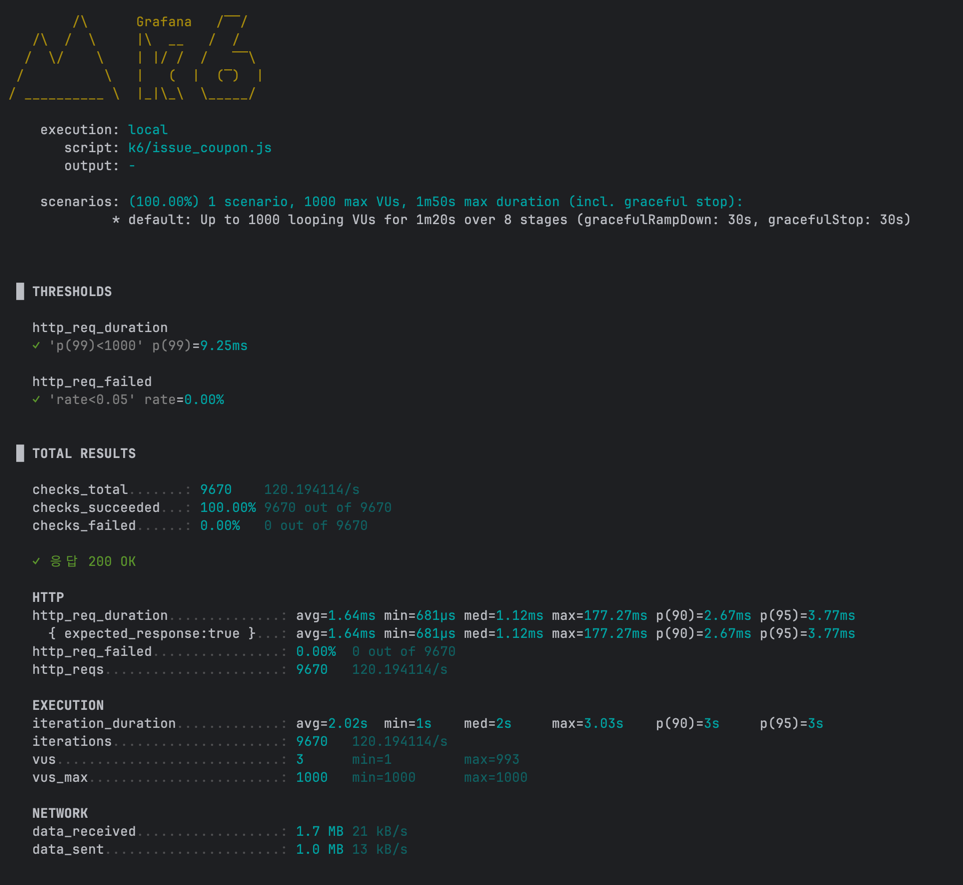 /\      Grafana   /‾‾/
    /\  /  \     |\  __   /  /
   /  \/    \    | |/ /  /   ‾‾\
  /          \   |   (  |  (‾)  |
 / __________ \  |_|\_\  \_____/
execution: local
script: k6/issue_coupon.js
output: -
scenarios: (100.00%) 1 scenario, 1000 max VUs, 1m50s max duration (incl. graceful stop):
* default: Up to 1000 looping VUs for 1m20s over 8 stages (gracefulRampDown: 30s, gracefulStop: 30s)
█ THRESHOLDS
http_req_duration
✓ 'p(99)<1000' p(99)=9.25ms
http_req_failed
✓ 'rate<0.05' rate=0.00%
█ TOTAL RESULTS
checks_total.......: 9670 120.194114/s
checks_succeeded...: 100.00% 9670 out of 9670
checks_failed......: 0.00% 0 out of 9670
✓ 응답 200 OK
HTTP
http_req_duration..............: avg=1.64ms min=681µs med=1.12ms max=177.27ms p(90)=2.67ms p(95)=3.77ms
{ expected_response:true }...: avg=1.64ms min=681µs med=1.12ms max=177.27ms p(90)=2.67ms p(95)=3.77ms
http_req_failed................: 0.00% 0 out of 9670
http_reqs......................: 9670 120.194114/s
EXECUTION
iteration_duration.............: avg=2.02s min=1s med=2s max=3.03s p(90)=3s p(95)=3s
iterations.....................: 9670 120.194114/s
vus............................: 3 min=1 max=993
vus_max........................: 1000 min=1000 max=1000
NETWORK
data_received..................: 1.7 MB 21 kB/s
data_sent......................: 1.0 MB 13 kB/s